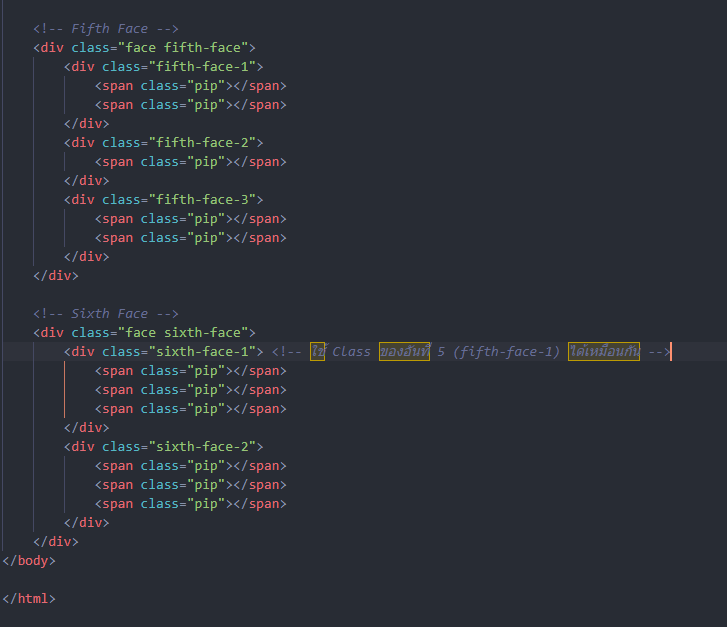 <!-- Fifth Face -->
<div class="face fifth-face">
<div class="fifth-face-1">
<span class="pip"></span>
<span class="pip"></span>
</div>
<div class="fifth-face-2">
<span class="pip"></span>
</div>
<div class="fifth-face-3">
<span class="pip"></span>
<span class="pip"></span>
</div>
</div>
<!-- Sixth Face -->
<div class="face sixth-face">
<div class="sixth-face-1"> <!-- ใช้ Class ของอันที่ 5 (fifth-face-1) ได้เหมือนกัน -->
<span class="pip"></span>
<span class="pip"></span>
<span class="pip"></span>
</div>
<div class="sixth-face-2">
<span class="pip"></span>
<span class="pip"></span>
<span class="pip"></span>
</div>
</div>
</body>
</html>